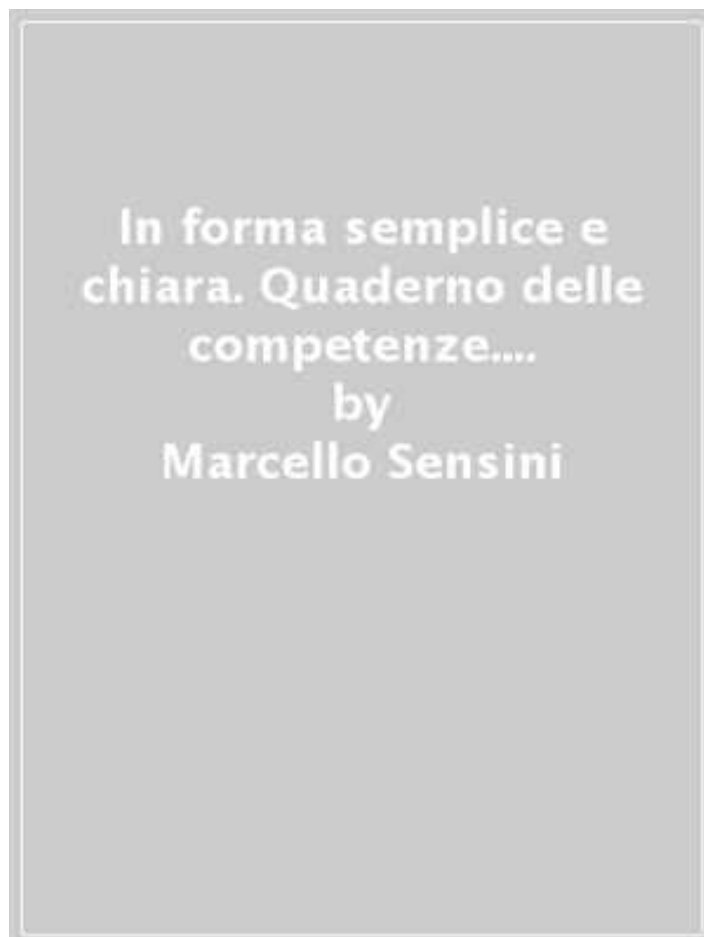 In forma semplice e
chiara. Quaderno delle
competenze....
by
Marcello Sensini